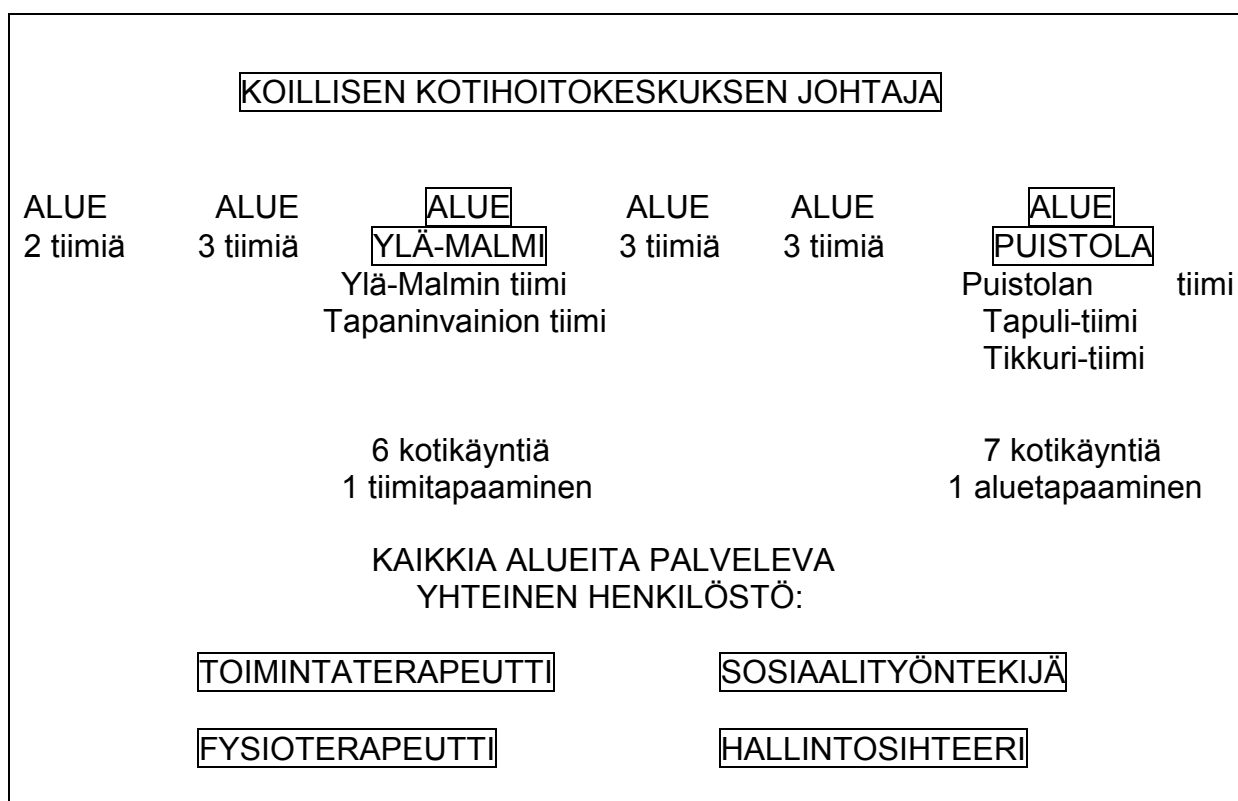 KOILLISEN KOTIHOITOKESKUKSEN JOHTAJA
ALUE ALUE ALUE ALUE ALUE ALUE
2 tiimiä 3 tiimiä YLÄ-MALMI 3 tiimiä 3 tiimiä PUISTOLA
Ylä-Malmin tiimi Puistolan tiimi
Tapaninvainion tiimi Tapuli-tiimi
Tikkuri-tiimi
6 kotikäyntiä 7 kotikäyntiä
1 tiimitapaaminen 1 aluetapaaminen
KAIKKIA ALUEITA PALVELEVA
YHTEINEN HENKILÖSTÖ:
TOIMINTATERAPEUTTI SOSIAALITYÖNTEKIJÄ
FYSIOTERAPEUTTI HALLINTOSIHTEERI